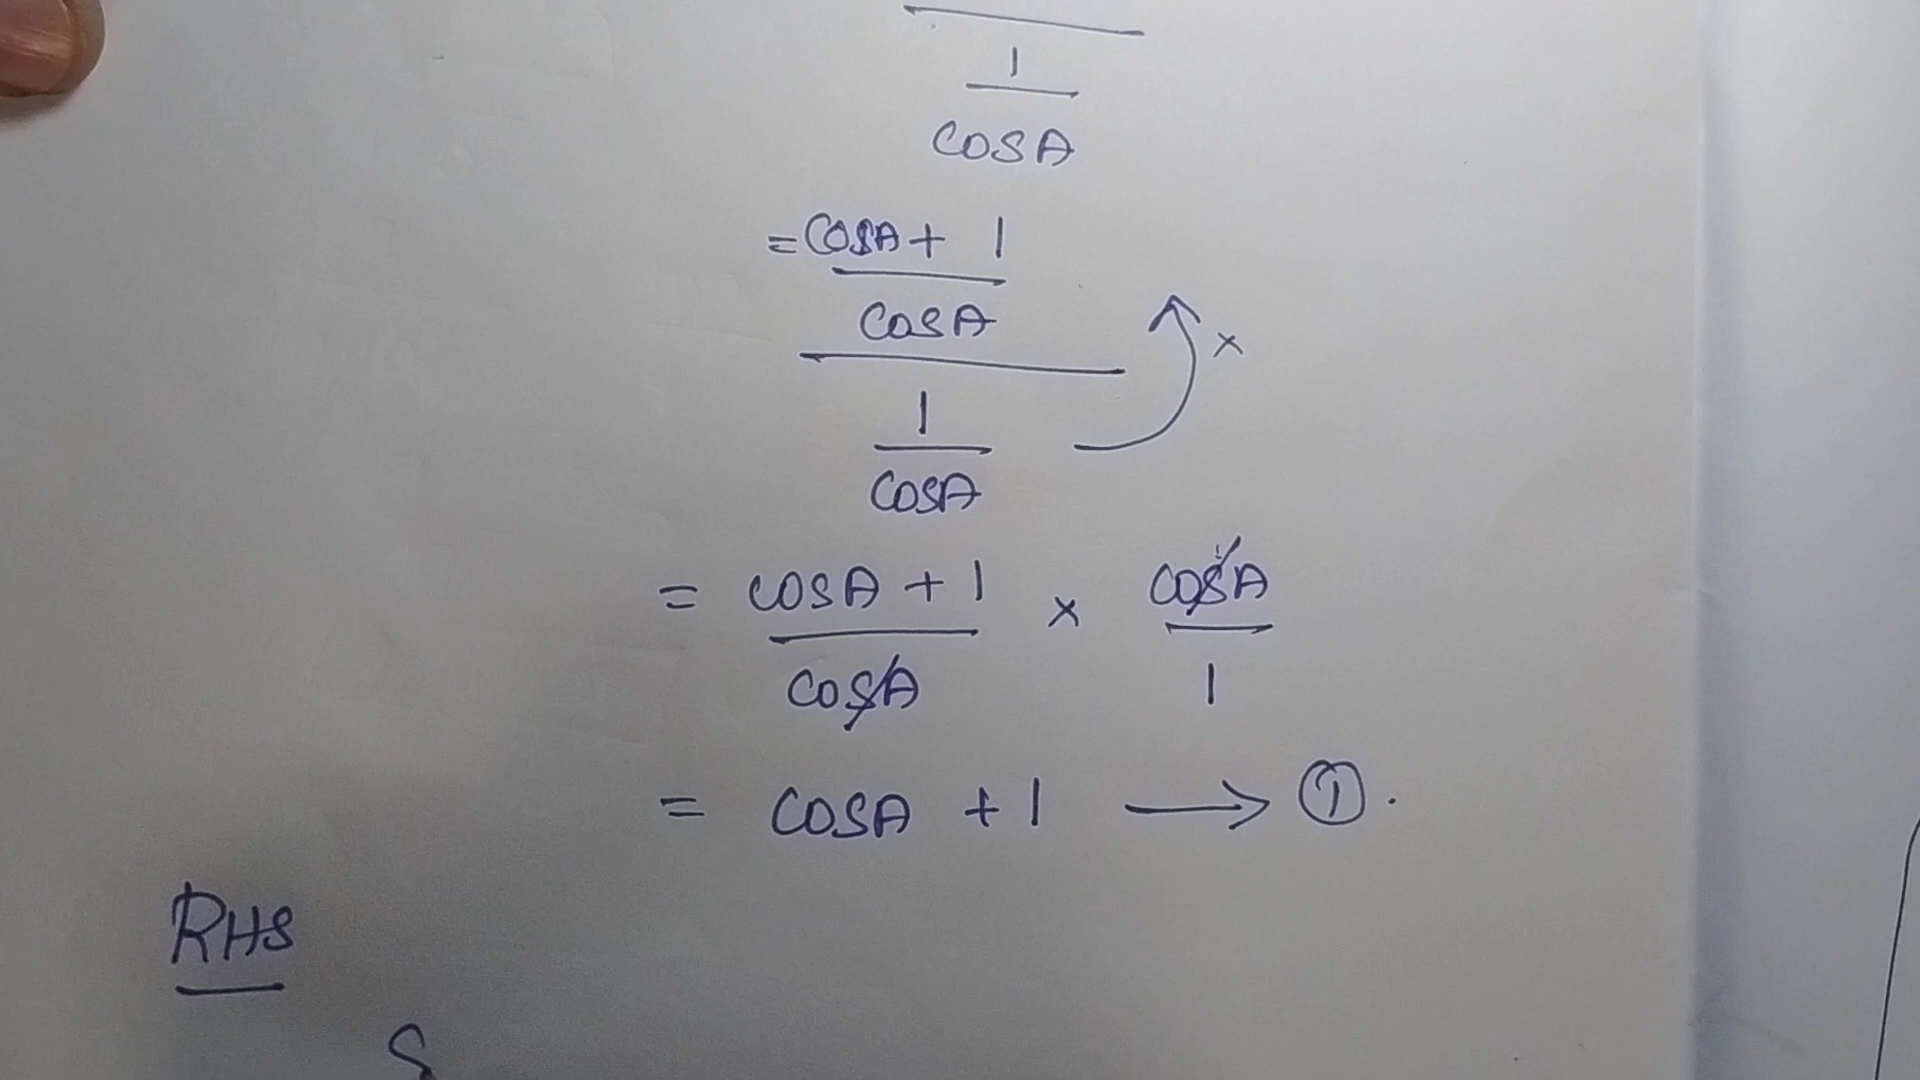 1
cosA
= cosA + 1
cosA
1
cosA
×
= cosA + 1 × cosA
cosA 1
= cosA + 1 → ①.
RHS
S